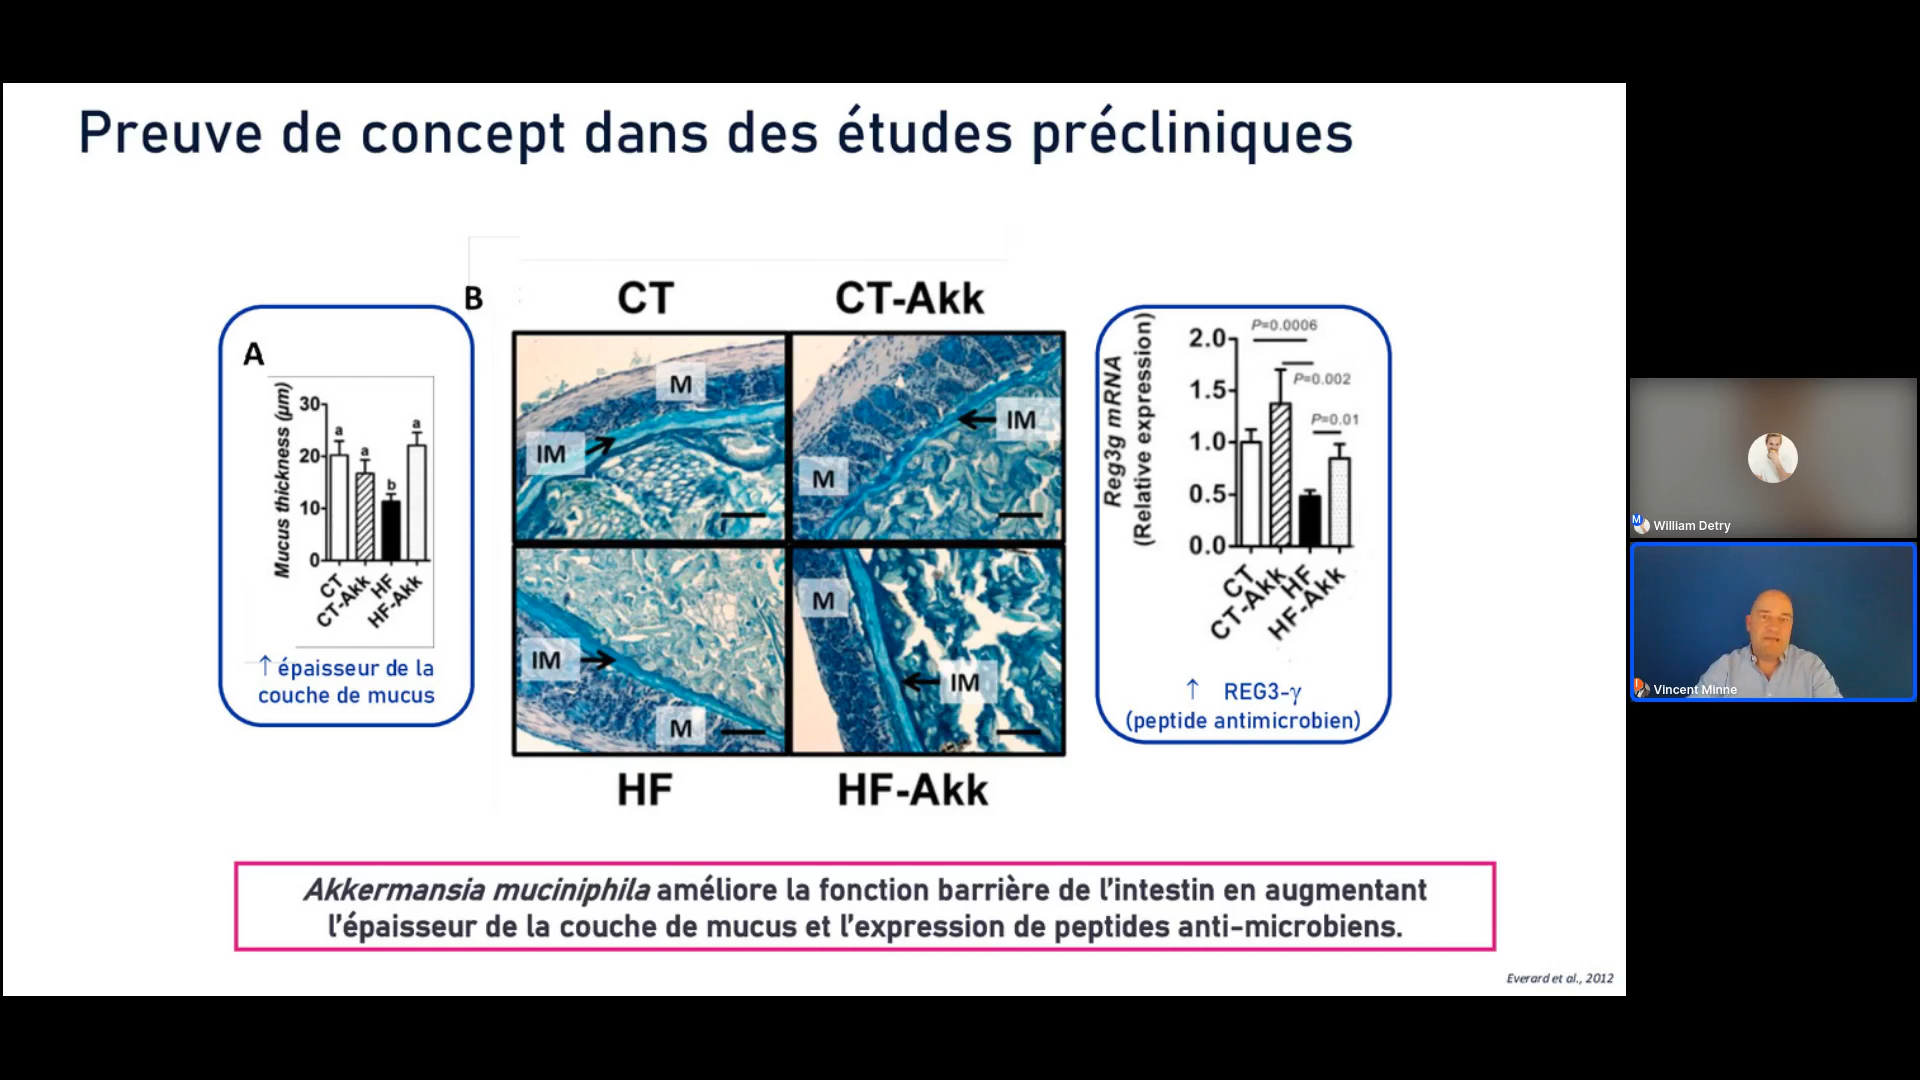 Preuve de concept dans des études précliniques
A
Mucus thickness (µm)
30
20
10
0
a
a
b
a
CT
CT-Akk
HF
HF-Akk
↑ épaisseur de la
couche de mucus
B
CT
CT-Akk
M
IM
IM
M
IM
M
M
IM
HF
HF-Akk
Reg3g mRNA
(Relative expression)
2.0
1.5
1.0
0.5
0.0
P=0.0006
P=0.002
P=0.01
CT
CT-Akk
HF
HF-Akk
↑ REG3-γ
(peptide antimicrobien)
Akkermansia muciniphila améliore la fonction barrière de l’intestin en augmentant
l’épaisseur de la couche de mucus et l’expression de peptides anti-microbiens.
Everard et al., 2012
M
William Detry
Vincent Minne